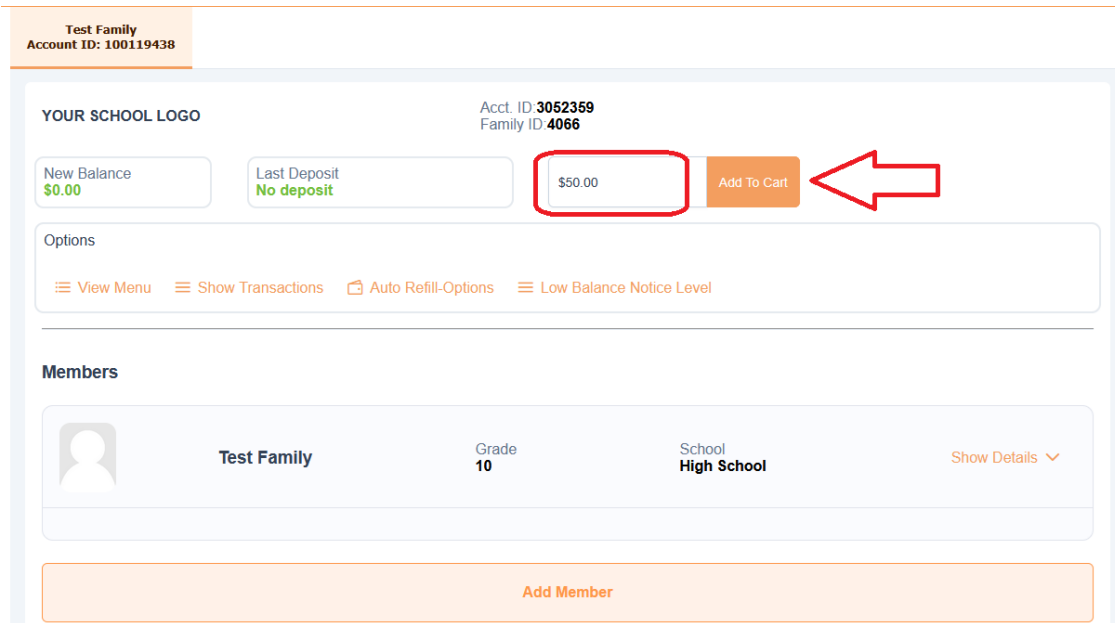 Test Family
Account ID: 100119438
YOUR SCHOOL LOGO
Acct. ID:3052359
Family ID:4066
New Balance
$0.00
Last Deposit
No deposit
$50.00
Add To Cart
Options
View Menu
Show Transactions
Auto Refill-Options
Low Balance Notice Level
Members
Test Family
Grade
10
School
High School
Show Details
Add Member